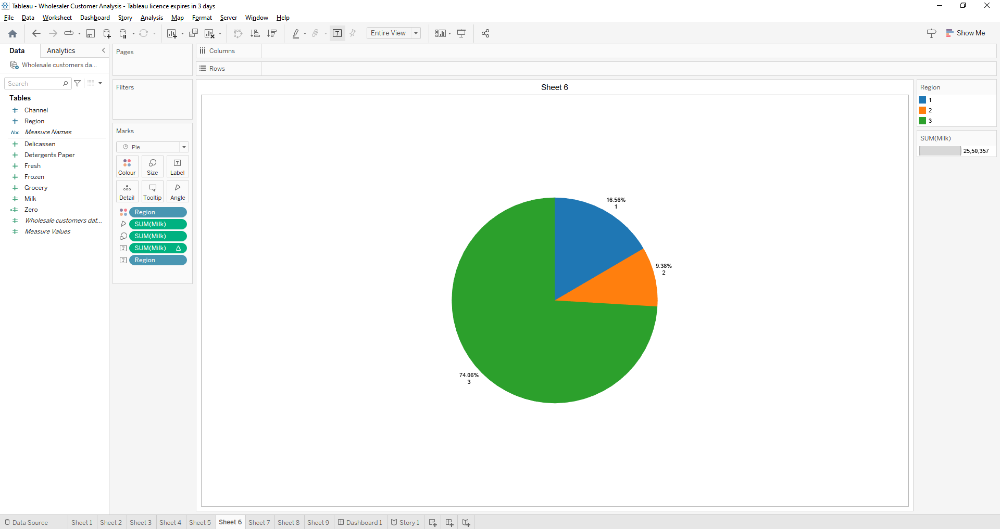 Tableau - Wholesaler Customer Analysis - Tableau licence expires in 3 days
File Data Worksheet Dashboard Story Analysis Map Format Server Window Help
Entire View
Show Me
Data Analytics
Wholesale customers da...
Search
Tables
Channel
Region
Abc Measure Names
Delicassen
Detergents Paper
Fresh
Frozen
Grocery
Milk
Zero
Wholesale customers dat...
Measure Values
Pages
Filters
Marks
Pie
Colour Size Label
Detail Tooltip Angle
Region
SUM(Milk)
SUM(Milk)
SUM(Milk)
Region
Columns
Rows
Sheet 6
16.56%
1
9.38%
2
74.06%
3
Region
1
2
3
SUM(Milk)
25,50,357
Data Source Sheet 1 Sheet 2 Sheet 3 Sheet 4 Sheet 5 Sheet 6 Sheet 7 Sheet 8 Sheet 9 Dashboard 1 Story 1